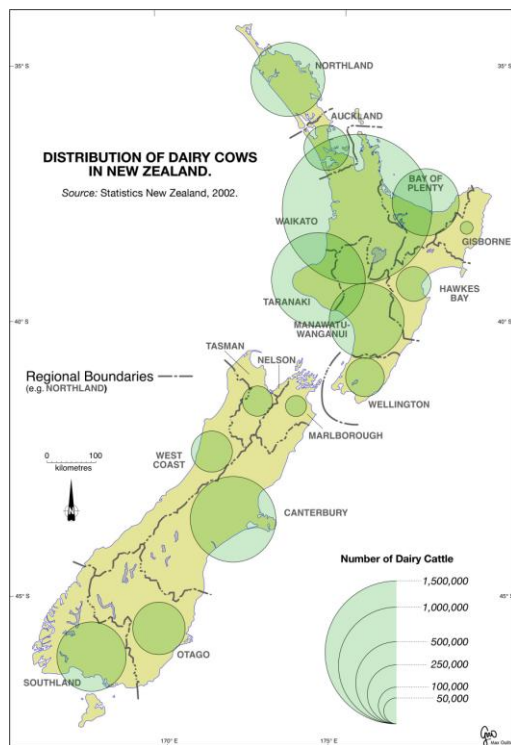 35° S
NORTHLAND
35° S
AUCKLAND
DISTRIBUTION OF DAIRY COWS
IN NEW ZEALAND.
Source: Statistics New Zealand, 2002.
BAY OF
PLENTY
WAIKATO
GISBORNE
TARANAKI
HAWKES
BAY
MANAWATU-
WANGANUI
40° S
40° S
TASMAN
NELSON
Regional Boundaries
(e.g. NORTHLAND)
WELLINGTON
MARLBOROUGH
WEST
COAST
0
100
kilometres
N
CANTERBURY
Number of Dairy Cattle
1,500,000
1,000,000
500,000
250,000
100,000
50,000
45° S
45° S
OTAGO
SOUTHLAND
170° E
175° E